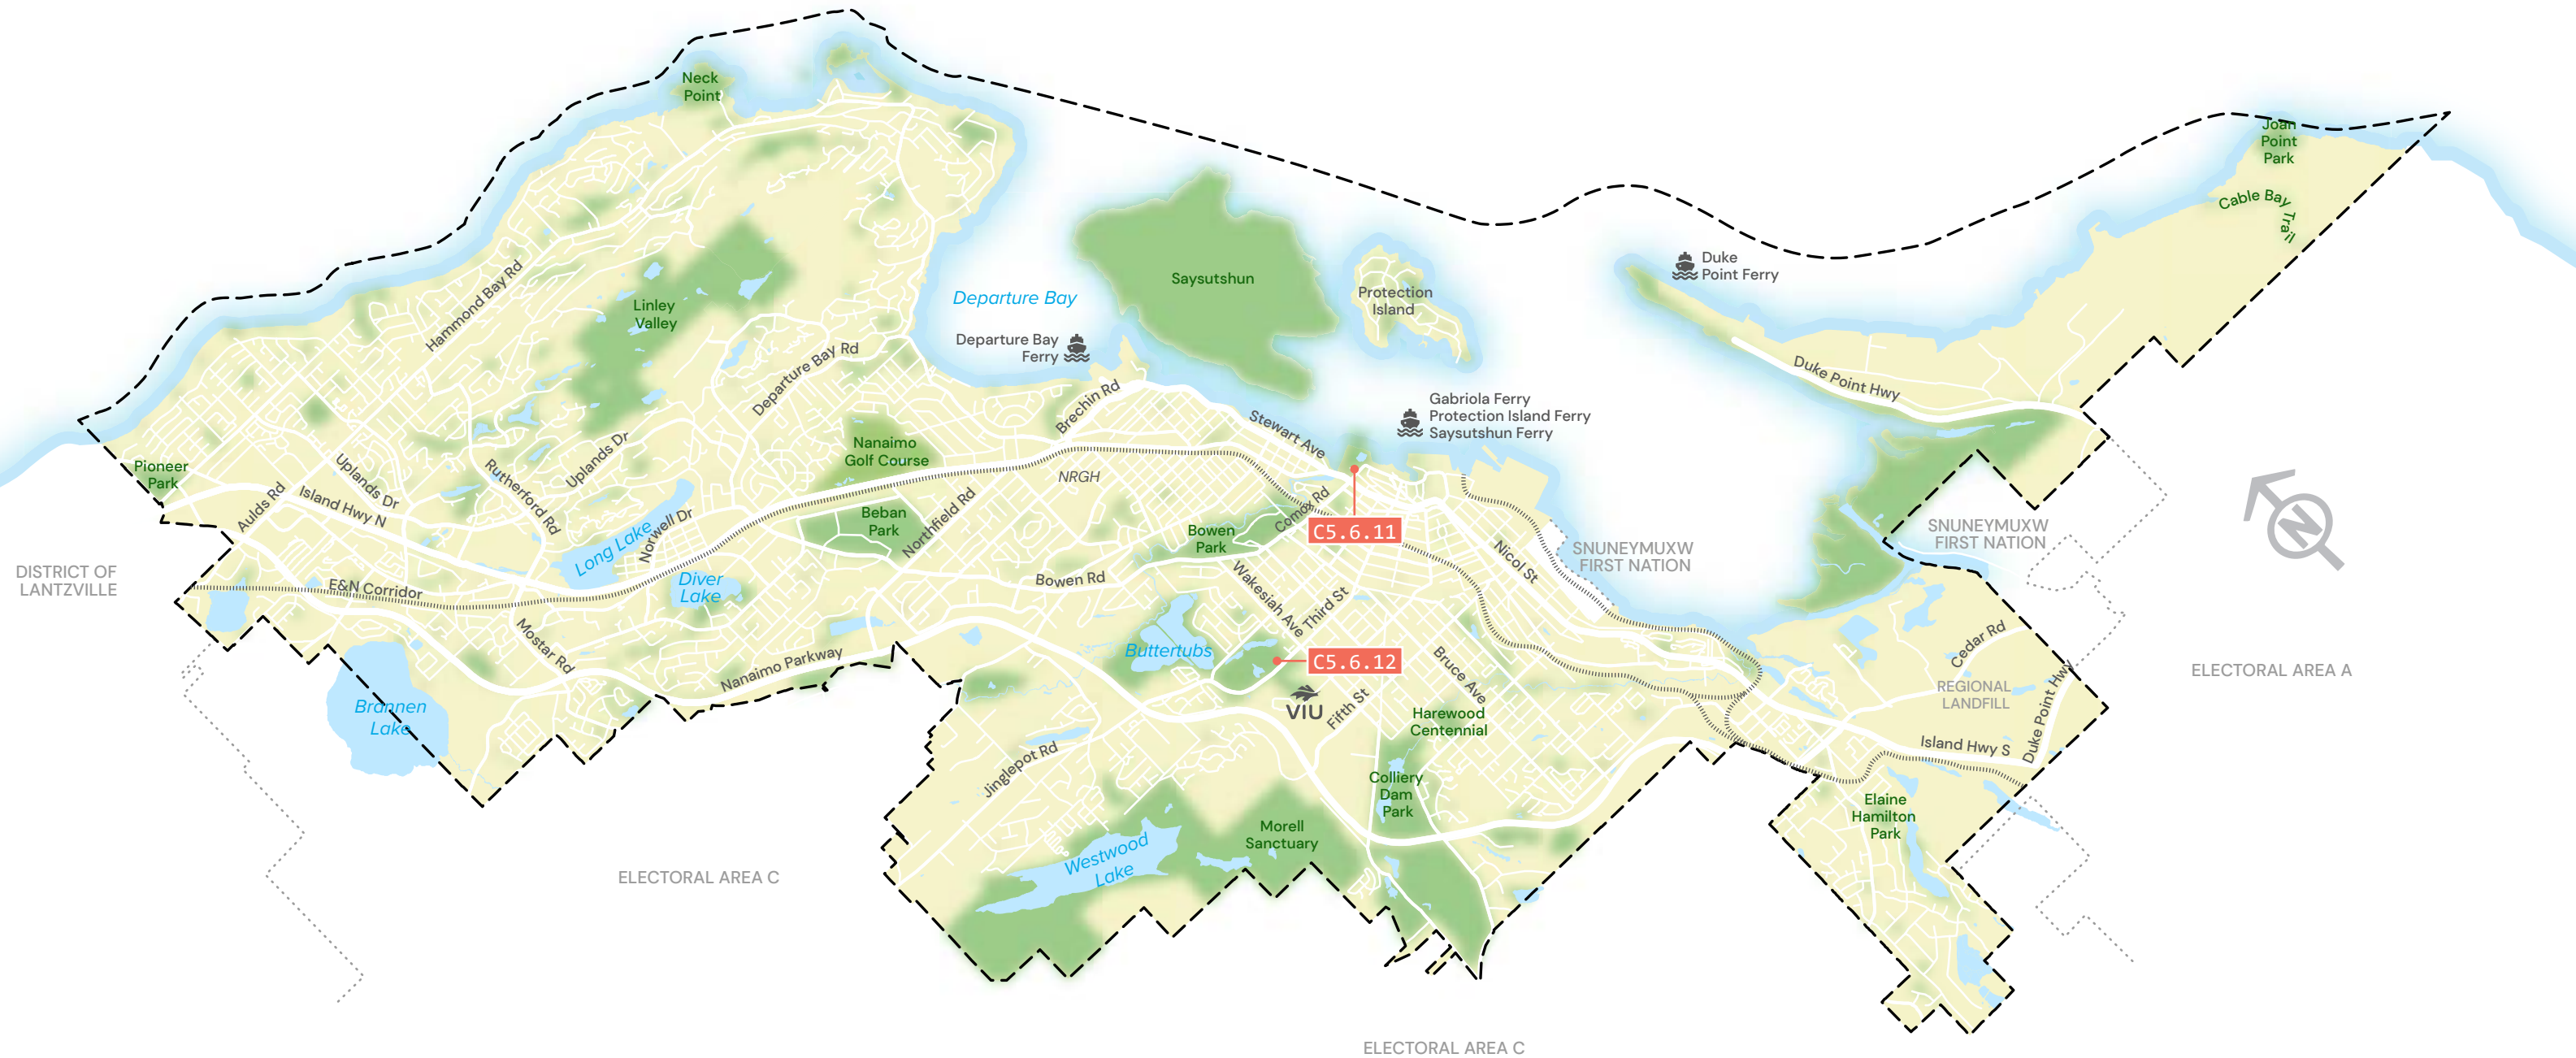 Neck
Point
Joan
Point
Park
Cable Bay Trail
Hammond Bay Rd
Linley
Valley
Departure Bay
Saysutshun
Protection
Island
Duke
Point Ferry
Departure Bay
Ferry
Departure Bay Rd
Brechin Rd
Duke Point Hwy
Gabriola Ferry
Protection Island Ferry
Saysutshun Ferry
Stewart Ave
Nanaimo
Golf Course
Pioneer
Park
Uplands Dr
Rutherford Rd
Uplands Dr
NRGH
Aulds Rd
Island Hwy N
Long Lake
Norwell Dr
Beban
Park
Northfield Rd
Bowen
Park
Comox Rd
C5.6.11
Nicol St
SNUNEYMUXW
FIRST NATION
SNUNEYMUXW
FIRST NATION
N
DISTRICT OF
LANTZVILLE
E&N Corridor
Diver
Lake
Bowen Rd
Wakesiah Ave
Third St
Mostar Rd
Buttertubs
C5.6.12
Bruce Ave
Cedar Rd
ELECTORAL AREA A
Nanaimo Parkway
Brannen
Lake
VIU
Fifth St
Harewood
Centennial
REGIONAL
LANDFILL
Duke Point Hwy
Island Hwy S
Jinglepot Rd
Colliery
Dam
Park
Elaine
Hamilton
Park
Morell
Sanctuary
Westwood
Lake
ELECTORAL AREA C
ELECTORAL AREA C